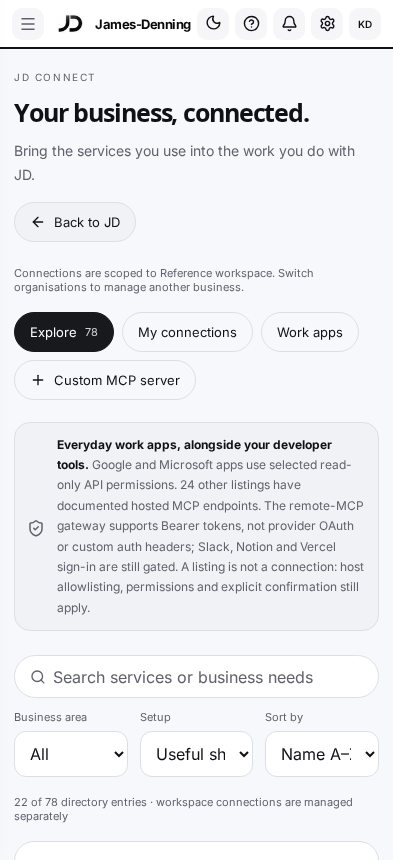 JD James-Denning KD
JD CONNECT
Your business, connected.
Bring the services you use into the work you do with
JD.
Back to JD
Connections are scoped to Reference workspace. Switch
organisations to manage another business.
Explore 78 My connections Work apps
Custom MCP server
Everyday work apps, alongside your developer
tools. Google and Microsoft apps use selected read-
only API permissions. 24 other listings have
documented hosted MCP endpoints. The remote-MCP
gateway supports Bearer tokens, not provider OAuth
or custom auth headers; Slack, Notion and Vercel
sign-in are still gated. A listing is not a connection: host
allowlisting, permissions and explicit confirmation still
apply.
Search services or business needs
Business area Setup Sort by
All Useful sh Name A–
22 of 78 directory entries · workspace connections are managed
separately